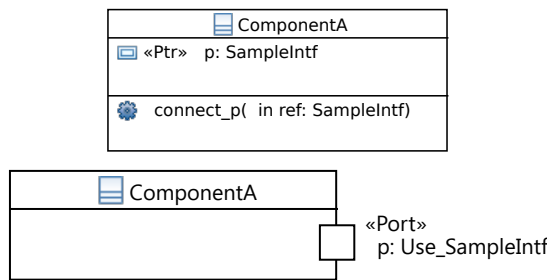 ComponentA
«Ptr» p: SampleIntf
connect_p( in ref: SampleIntf)
ComponentA
«Port»
p: Use_SampleIntf